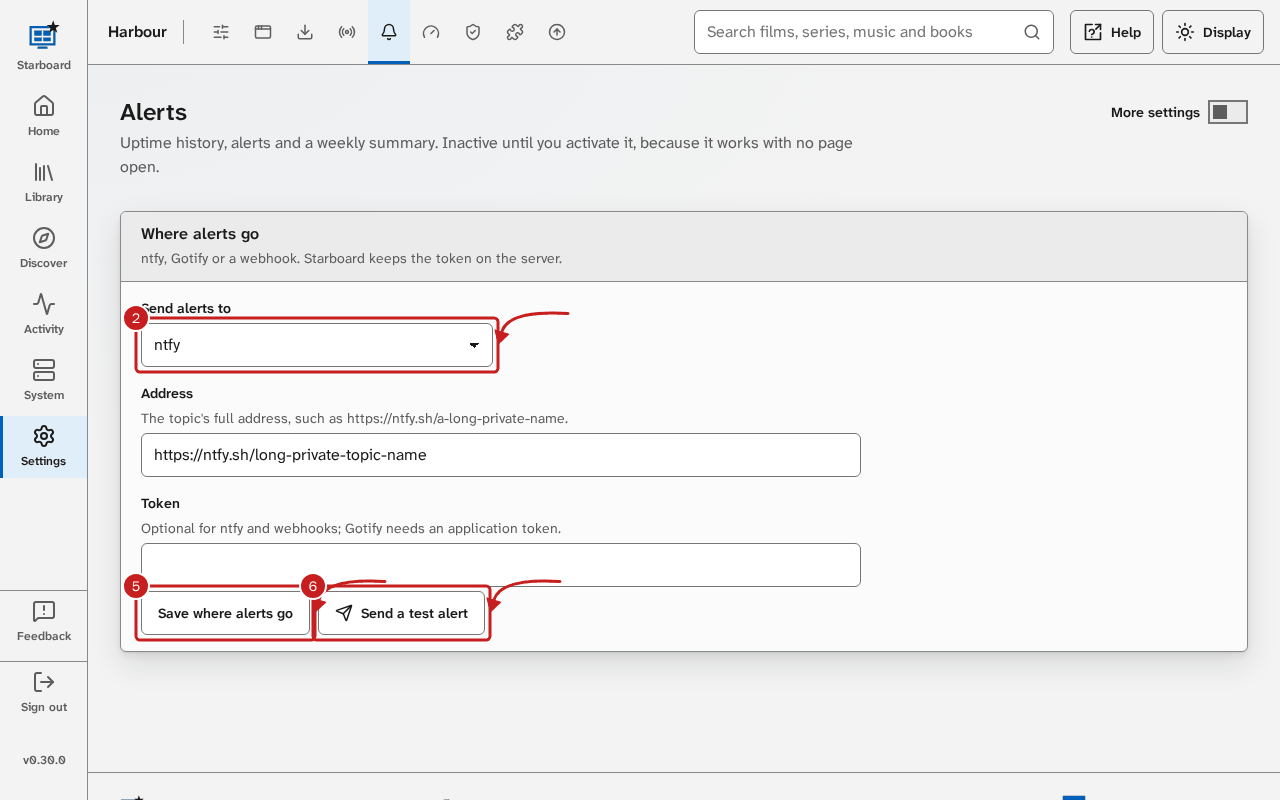 Starboard
Home
Library
Discover
Activity
System
Settings
Feedback
Sign out
v0.30.0
Harbour
Search films, series, music and books
Help
Display
Alerts
More settings
Uptime history, alerts and a weekly summary. Inactive until you activate it, because it works with no page
open.
Where alerts go
ntfy, Gotify or a webhook. Starboard keeps the token on the server.
Send alerts to
2
ntfy
Address
The topic's full address, such as https://ntfy.sh/a-long-private-name.
https://ntfy.sh/long-private-topic-name
Token
Optional for ntfy and webhooks; Gotify needs an application token.
5
6
Save where alerts go
Send a test alert